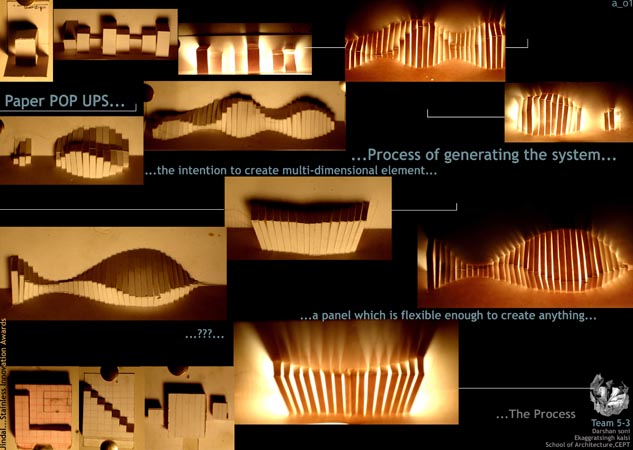 a_01
Paper POP UPS...
...Process of generating the system...
...the intention to create multi-dimensional element...
...a panel which is flexible enough to create anything...
...???...
Jindal...Stainless Innovation Awards
...The Process
Team 5-3
Darshan soni
Ekaggratsingh kalsi
School of Architecture,CEPT